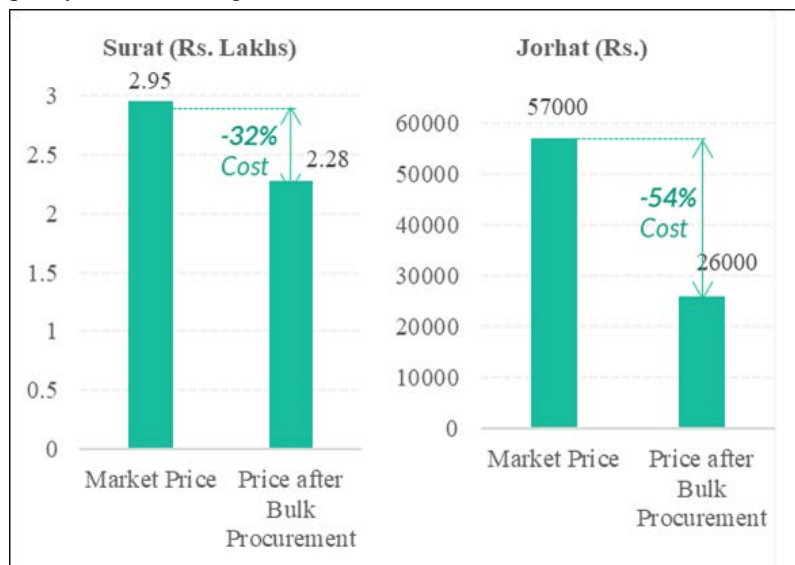 Surat (Rs. Lakhs)
2.95
3
2.5
2
1.5
1
0.5
0
-32%
Cost
2.28
Market Price
Price after
Bulk
Procurement
Jorhat (Rs.)
57000
60000
50000
40000
30000
20000
10000
0
-54%
Cost
26000
Market Price
Price after
Bulk
Procurement